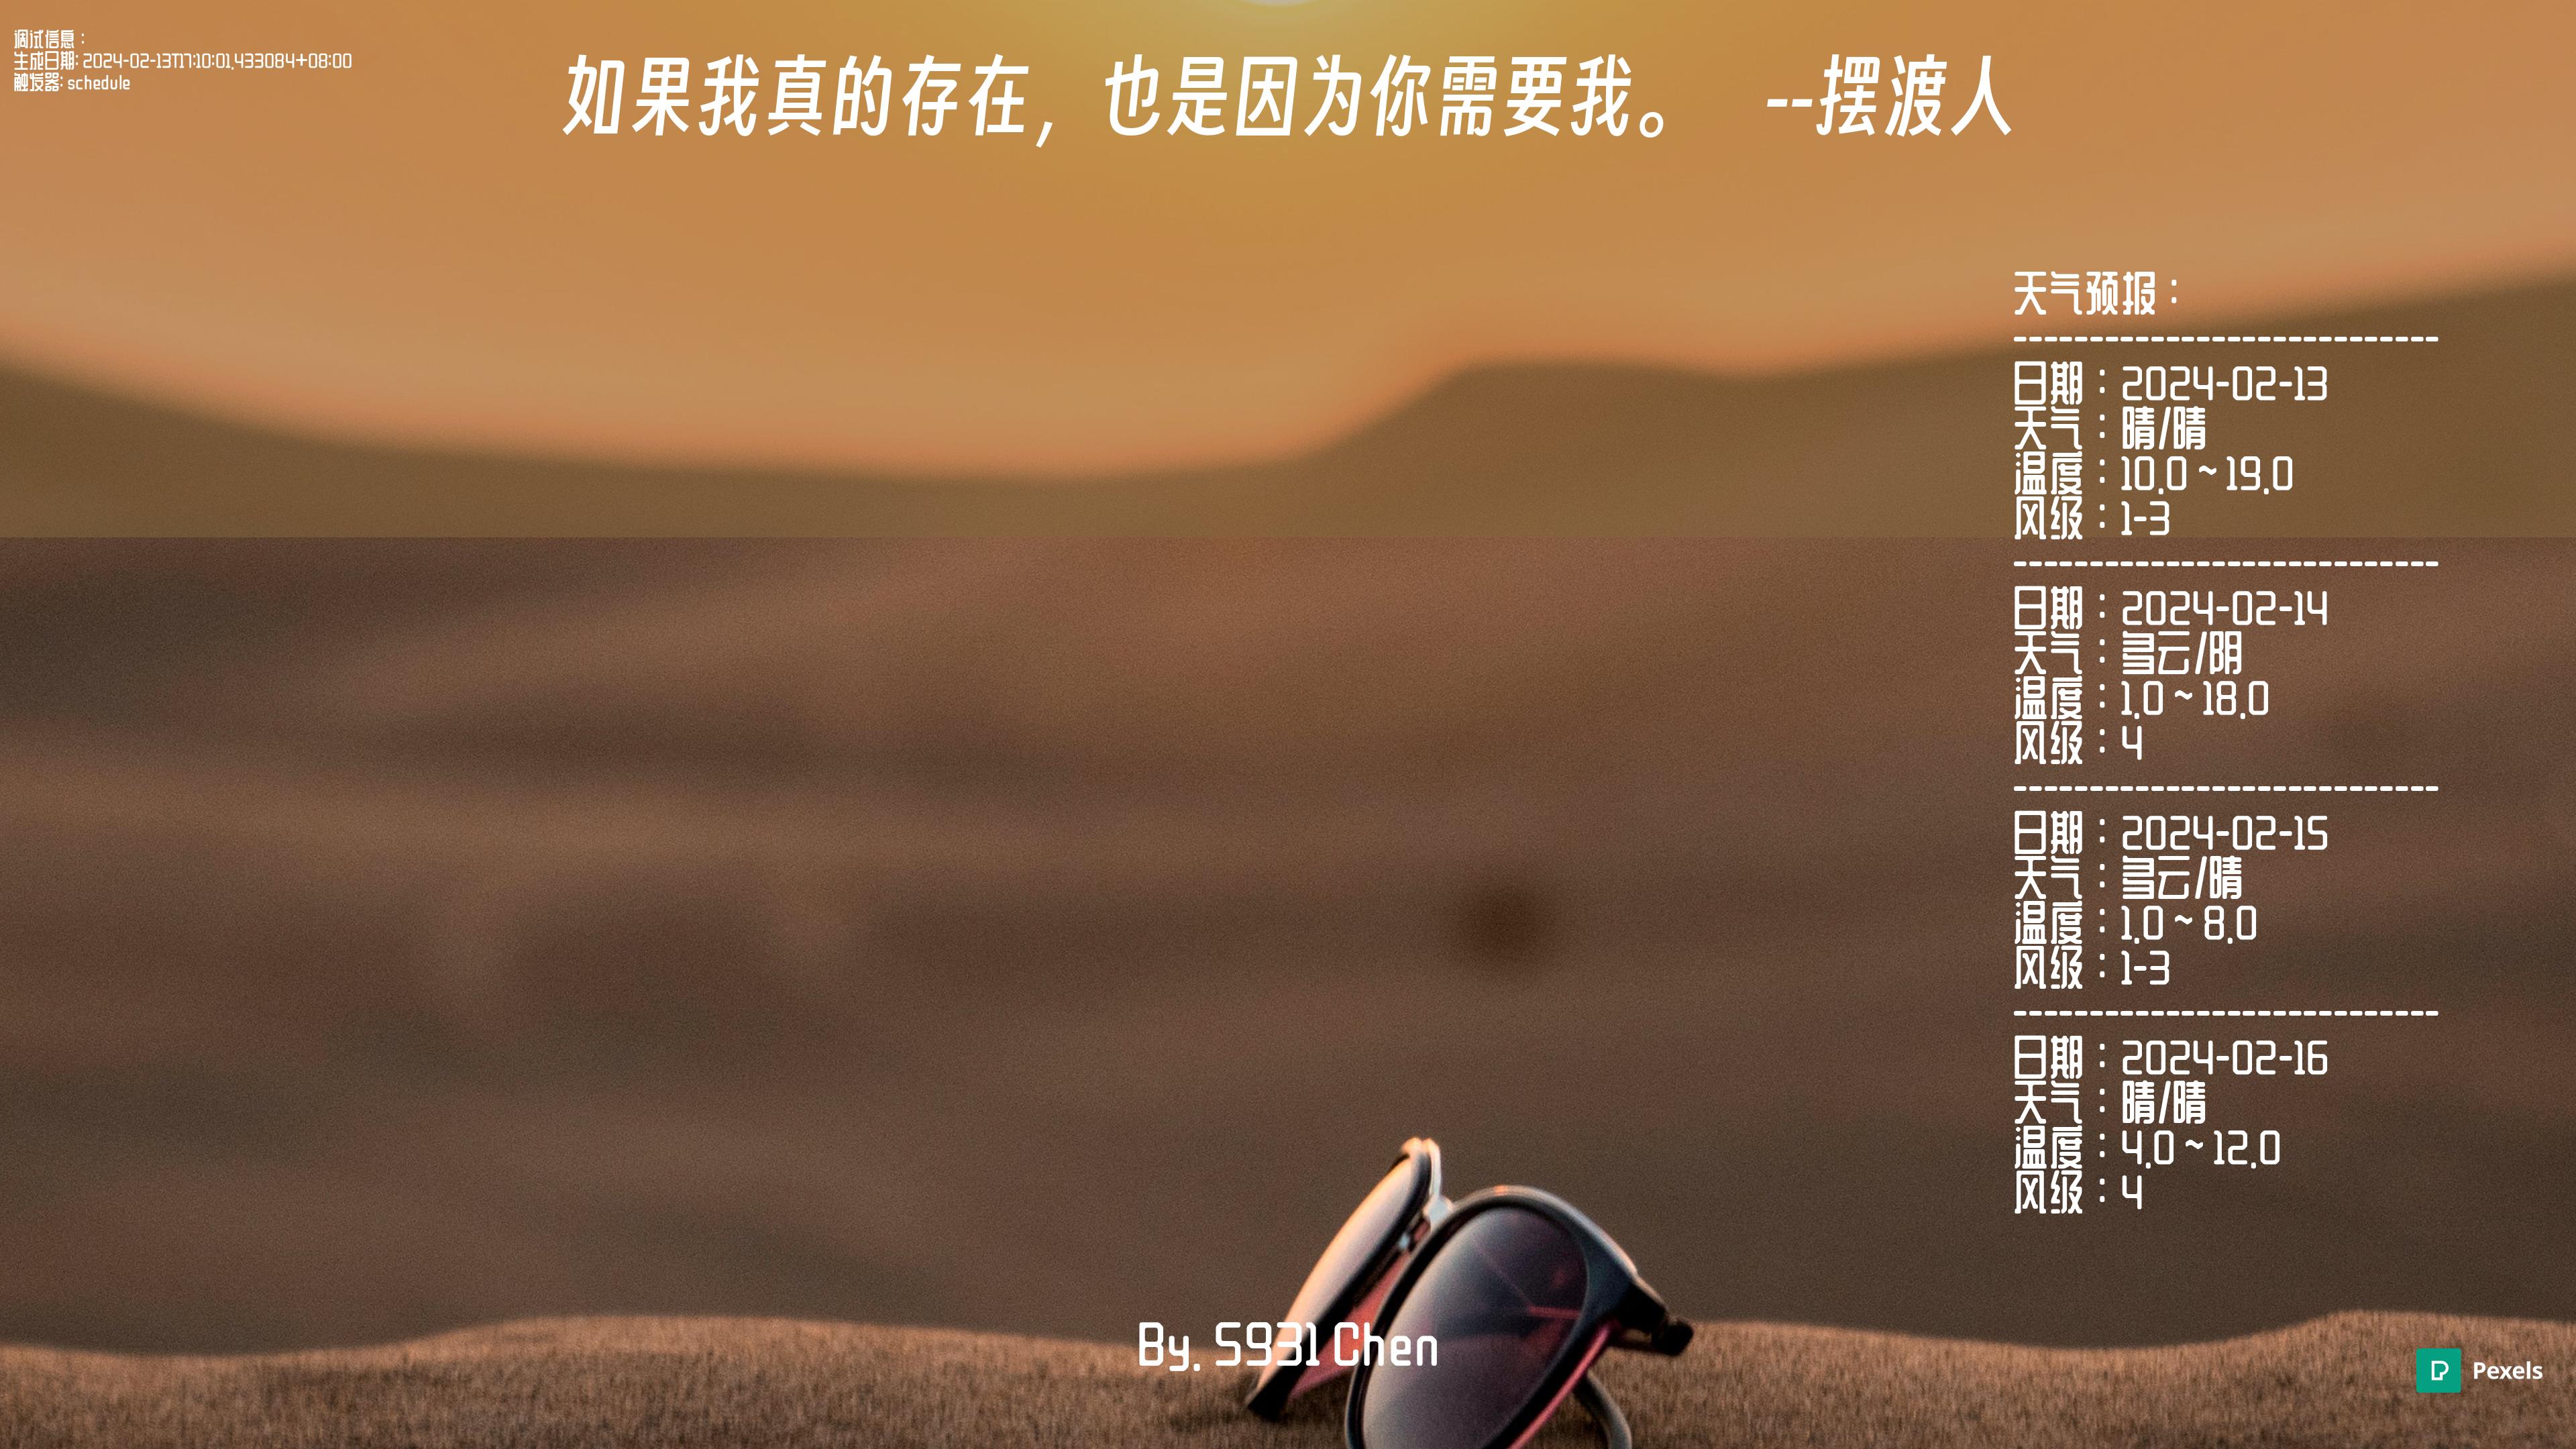 调试信息：
生成日期: 2024-02-13T17:10:01.433084+08:00
触发器: schedule
如果我真的存在，也是因为你需要我。 --摆渡人
天气预报：
----------------------------
日期：2024-02-13
天气：晴/晴
温度：10.0 ~ 19.0
风级：1-3
----------------------------
日期：2024-02-14
天气：多云/阴
温度：1.0 ~ 18.0
风级：4
----------------------------
日期：2024-02-15
天气：多云/晴
温度：1.0 ~ 8.0
风级：1-3
----------------------------
日期：2024-02-16
天气：晴/晴
温度：4.0 ~ 12.0
风级：4
By. S931 Chen
Pexels